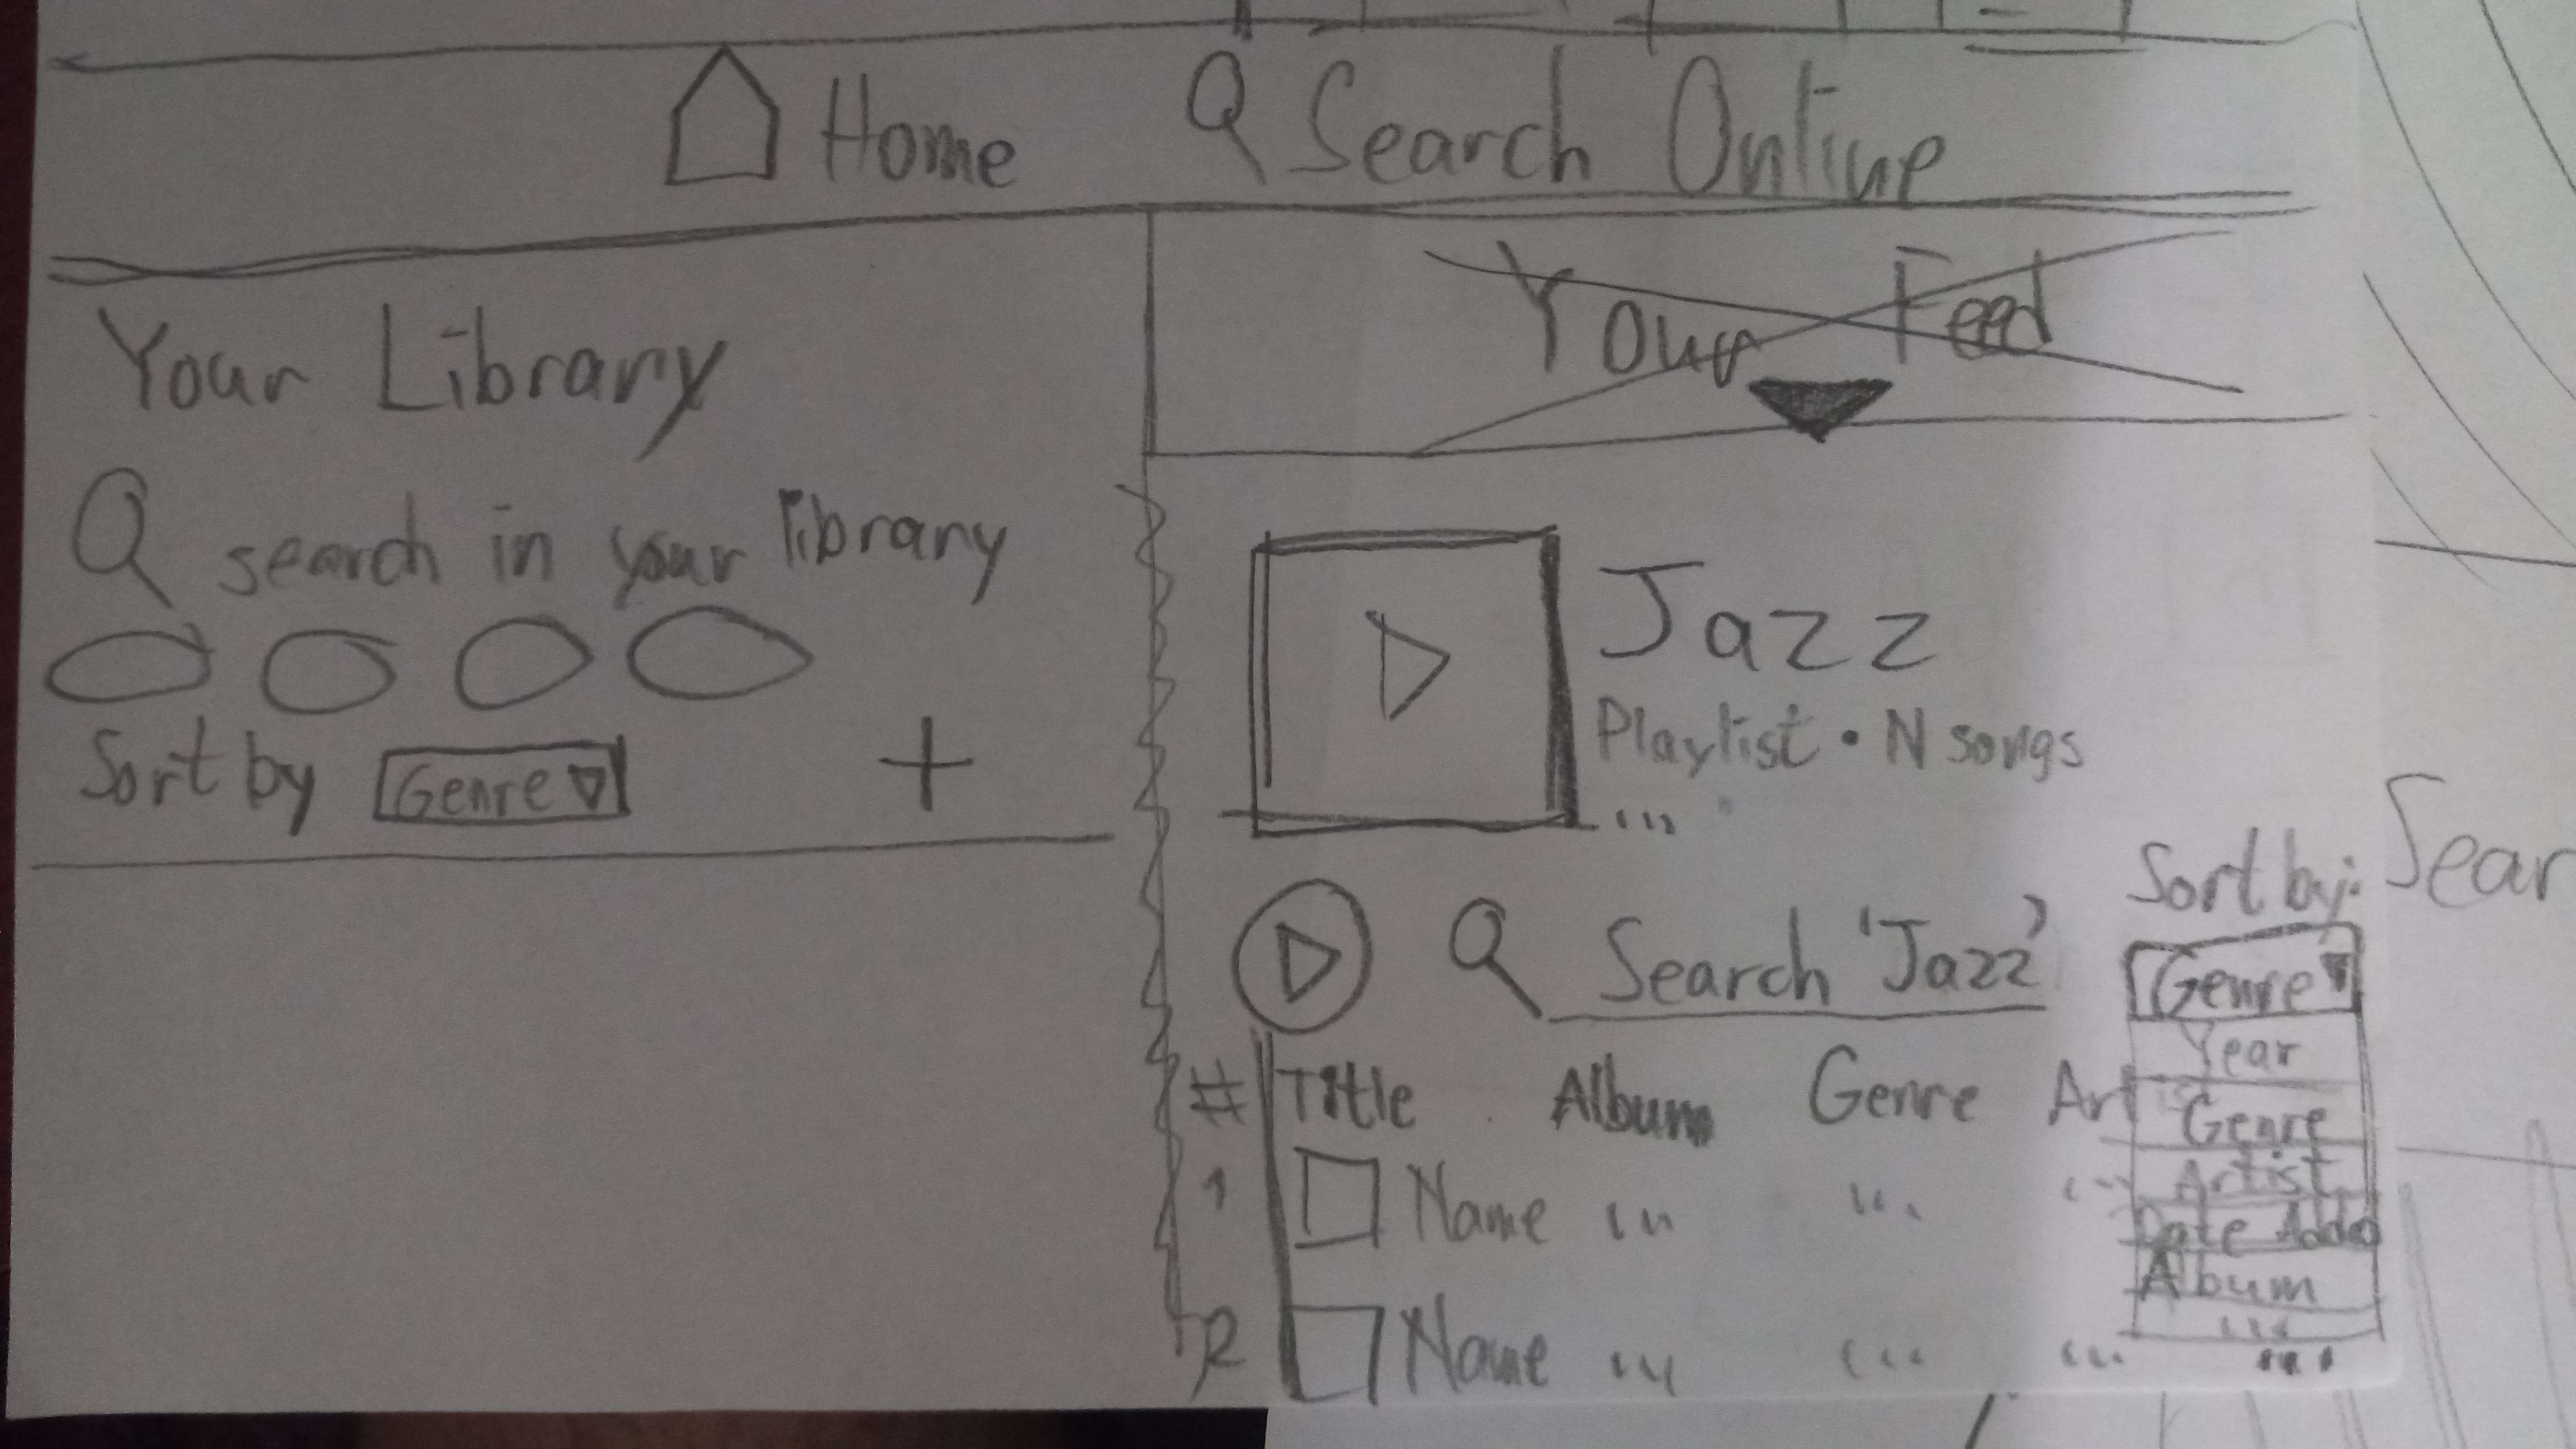 Home Search Online
Your Library
search in your library
Sort by Genre
+
Your Feed
Jazz
Playlist • N songs
...
Search 'Jazz'
Sort by:
Genre
Year
Genre
Artist
Date Added
Album
...
# Title Album Genre Art
1 Name ... ... ...
2 Name ... ... ... ...
Sear